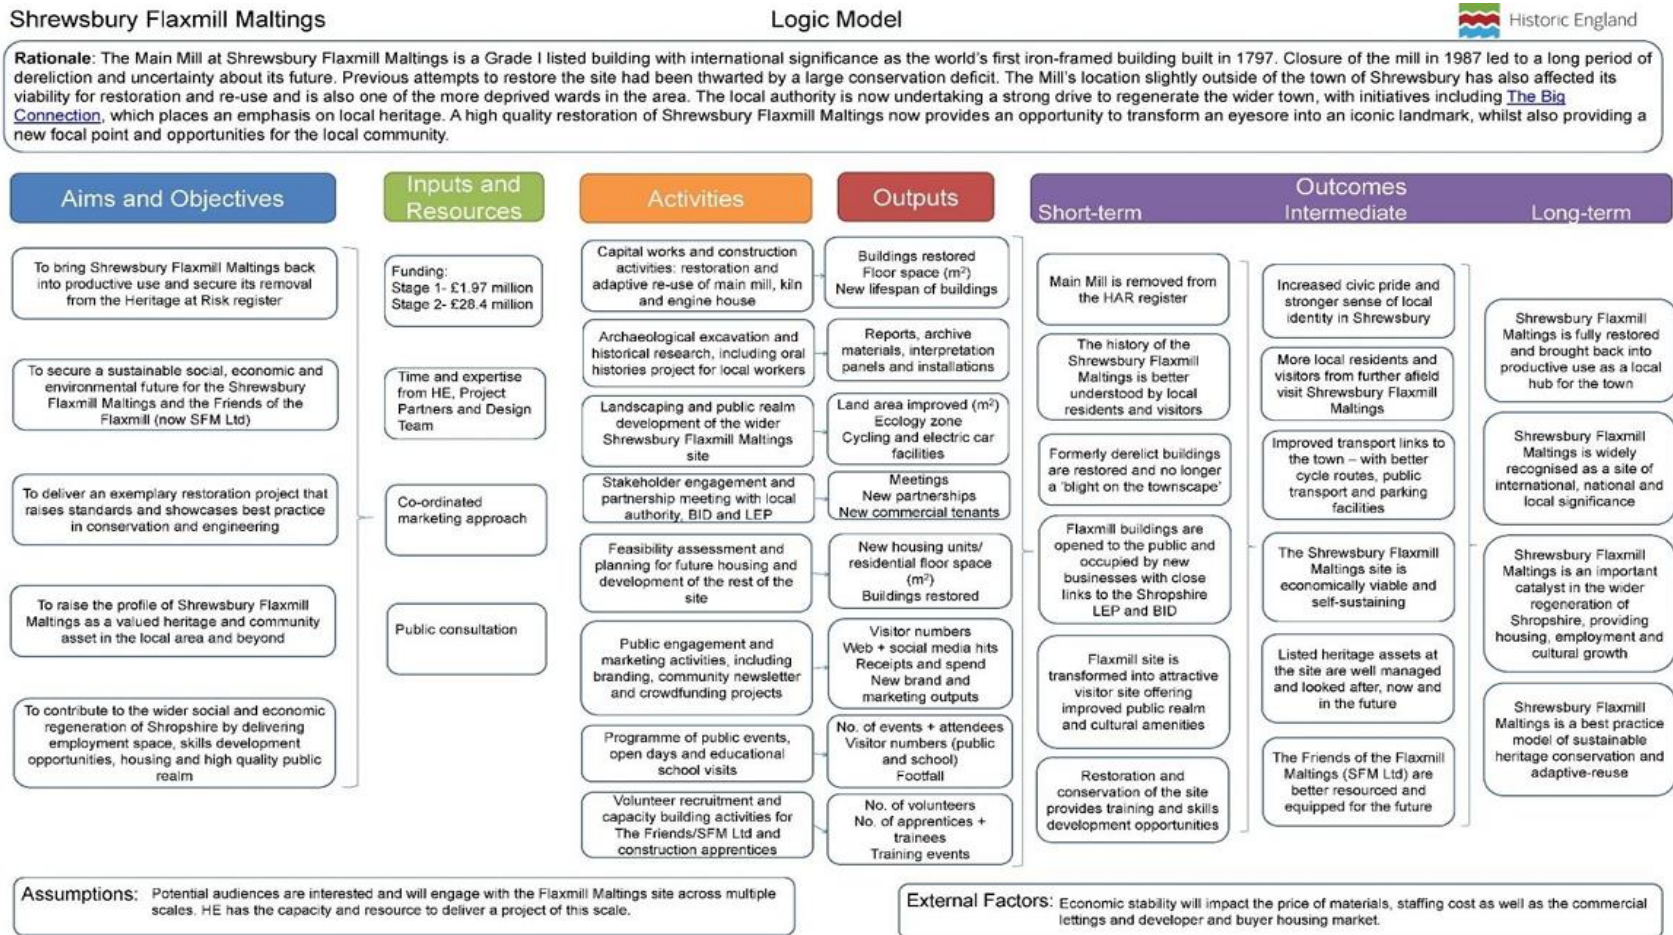 Shrewsbury Flaxmill Maltings
Logic Model
Historic England
Rationale: The Main Mill at Shrewsbury Flaxmill Maltings is a Grade I listed building with international significance as the world's first iron-framed building built in 1797. Closure of the mill in 1987 led to a long period of
dereliction and uncertainty about its future. Previous attempts to restore the site had been thwarted by a large conservation deficit. The Mill's location slightly outside of the town of Shrewsbury has also affected its
viability for restoration and re-use and is also one of the more deprived wards in the area. The local authority is now undertaking a strong drive to regenerate the wider town, with initiatives including The Big
Connection, which places an emphasis on local heritage. A high quality restoration of Shrewsbury Flaxmill Maltings now provides an opportunity to transform an eyesore into an iconic landmark, whilst also providing a
new focal point and opportunities for the local community.
Aims and Objectives
To bring Shrewsbury Flaxmill Maltings back
into productive use and secure its removal
from the Heritage at Risk register
To secure a sustainable social, economic and
environmental future for the Shrewsbury
Flaxmill Maltings and the Friends of the
Flaxmill (now SFM Ltd)
To deliver an exemplary restoration project that
raises standards and showcases best practice
in conservation and engineering
To raise the profile of Shrewsbury Flaxmill
Maltings as a valued heritage and community
asset in the local area and beyond
To contribute to the wider social and economic
regeneration of Shropshire by delivering
employment space, skills development
opportunities, housing and high quality public
realm
Inputs and
Resources
Funding:
Stage 1- £1.97 million
Stage 2- £28.4 million
Time and expertise
from HE, Project
Partners and Design
Team
Co-ordinated
marketing approach
Public consultation
Activities
Capital works and construction
activities: restoration and
adaptive re-use of main mill, kiln
and engine house
Archaeological excavation and
historical research, including oral
histories project for local workers
Landscaping and public realm
development of the wider
Shrewsbury Flaxmill Maltings
site
Stakeholder engagement and
partnership meeting with local
authority, BID and LEP
Feasibility assessment and
planning for future housing and
development of the rest of the
site
Public engagement and
marketing activities, including
branding, community newsletter
and crowdfunding projects
Programme of public events,
open days and educational
school visits
Volunteer recruitment and
capacity building activities for
The Friends/SFM Ltd and
construction apprentices
Outputs
Buildings restored
Floor space (m²)
New lifespan of buildings
Reports, archive
materials, interpretation
panels and installations
Land area improved (m²)
Ecology zone
Cycling and electric car
facilities
Meetings
New partnerships
New commercial tenants
New housing units/
residential floor space
(m²)
Buildings restored
Visitor numbers
Web + social media hits
Receipts and spend
New brand and
marketing outputs
No. of events + attendees
Visitor numbers (public
and school)
Footfall
No. of volunteers
No. of apprentices +
trainees
Training events
Outcomes
Short-term
Main Mill is removed from
the HAR register
The history of the
Shrewsbury Flaxmill
Maltings is better
understood by local
residents and visitors
Formerly derelict buildings
are restored and no longer
a 'blight on the townscape'
Flaxmill buildings are
opened to the public and
occupied by new
businesses with close
links to the Shropshire
LEP and BID
Flaxmill site is
transformed into attractive
visitor site offering
improved public realm
and cultural amenities
Restoration and
conservation of the site
provides training and skills
development opportunities
Intermediate
Increased civic pride and
stronger sense of local
identity in Shrewsbury
More local residents and
visitors from further afield
visit Shrewsbury Flaxmill
Maltings
Improved transport links to
the town – with better
cycle routes, public
transport and parking
facilities
The Shrewsbury Flaxmill
Maltings site is
economically viable and
self-sustaining
Listed heritage assets at
the site are well managed
and looked after, now and
in the future
The Friends of the Flaxmill
Maltings (SFM Ltd) are
better resourced and
equipped for the future
Long-term
Shrewsbury Flaxmill
Maltings is fully restored
and brought back into
productive use as a local
hub for the town
Shrewsbury Flaxmill
Maltings is widely
recognised as a site of
international, national and
local significance
Shrewsbury Flaxmill
Maltings is an important
catalyst in the wider
regeneration of
Shropshire, providing
housing, employment and
cultural growth
Shrewsbury Flaxmill
Maltings is a best practice
model of sustainable
heritage conservation and
adaptive-reuse
Assumptions: Potential audiences are interested and will engage with the Flaxmill Maltings site across multiple
scales. HE has the capacity and resource to deliver a project of this scale.
External Factors: Economic stability will impact the price of materials, staffing cost as well as the commercial
lettings and developer and buyer housing market.